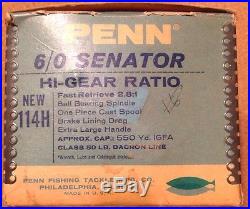 PENN
6/0 SENATOR
HI-GEAR RATIO
NEW
114H
Fast Retrieve 2.8:1
Ball Bearing Spindle
One Piece Cast Spool
Brake Lining Drag
Extra Large Handle
APPROX. CAP.: 550 Yd. IGFA
CLASS 50 LB. DACRON LINE
PENN FISHING TACKLE MFG. CO.
PHILADELPHIA,
MADE IN U.S.A.